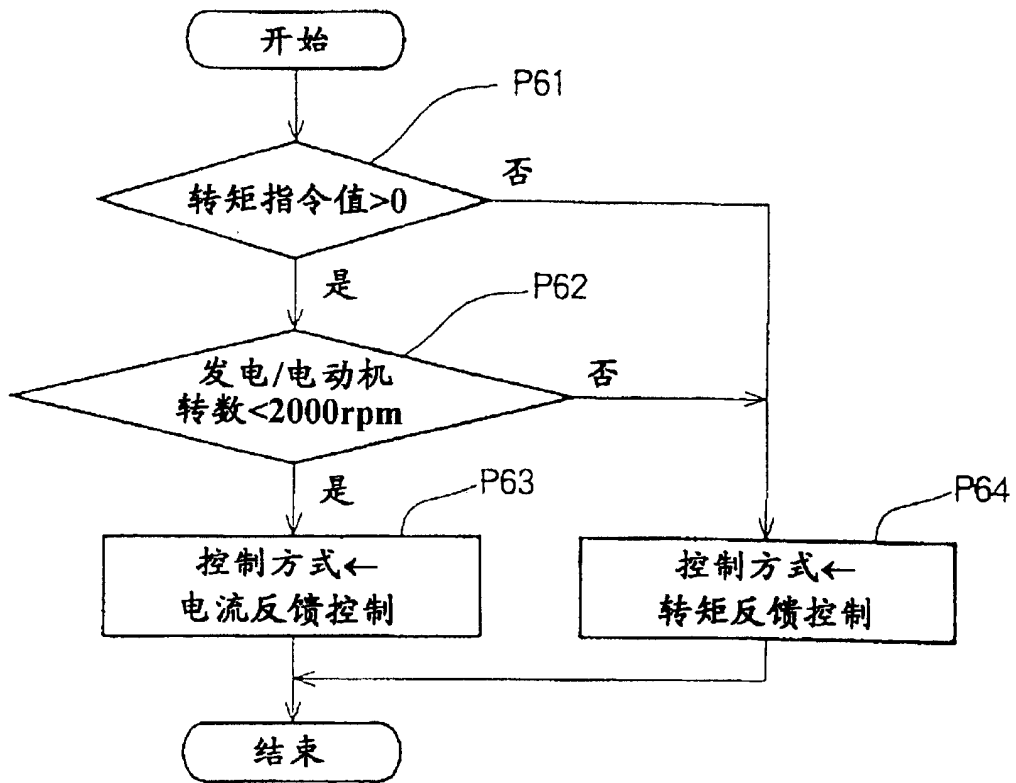 开始
P61
转矩指令值>0
否
是
P62
发电/电动机
转数<2000rpm
否
是
P63
控制方式←
电流反馈控制
P64
控制方式←
转矩反馈控制
结束